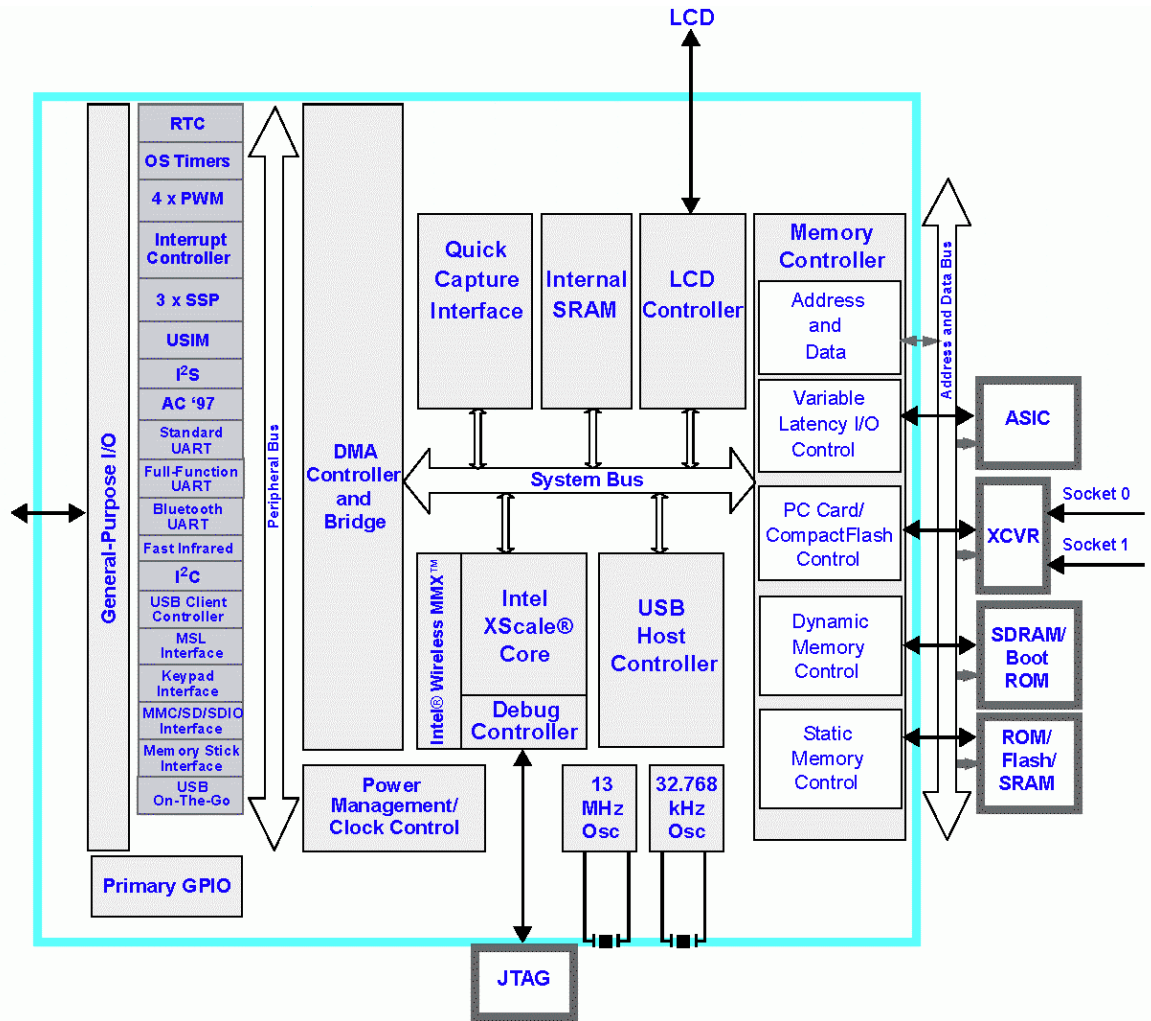 LCD
General-Purpose I/O
RTC
OS Timers
4 x PWM
Interrupt
Controller
3 x SSP
USIM
I²S
AC ‘97
Standard
UART
Full-Function
UART
Bluetooth
UART
Fast Infrared
I²C
USB Client
Controller
MSL
Interface
Keypad
Interface
MMC/SD/SDIO
Interface
Memory Stick
Interface
USB
On-The-Go
Primary GPIO
Peripheral Bus
DMA
Controller
and
Bridge
Power
Management/
Clock Control
Quick
Capture
Interface
Internal
SRAM
LCD
Controller
System Bus
Intel® Wireless MMX™
Intel
XScale®
Core
Debug
Controller
USB
Host
Controller
13
MHz
Osc
32.768
kHz
Osc
JTAG
Memory
Controller
Address
and
Data
Variable
Latency I/O
Control
PC Card/
CompactFlash
Control
Dynamic
Memory
Control
Static
Memory
Control
Address and Data Bus
ASIC
XCVR
Socket 0
Socket 1
SDRAM/
Boot
ROM
ROM/
Flash/
SRAM